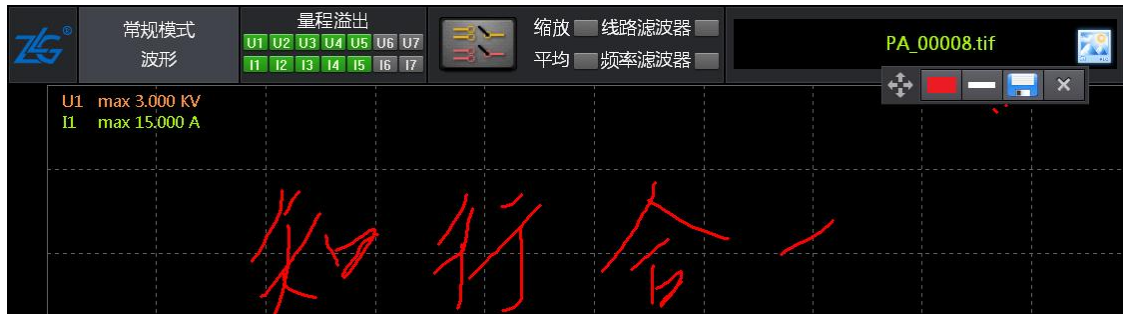 ZLG®
常规模式
波形
量程溢出
U1 U2 U3 U4 U5 U6 U7
I1 I2 I3 I4 I5 I6 I7
缩放 线路滤波器
平均 频率滤波器
PA_00008.tif
U1 max 3.000 KV
I1 max 15.000 A
知行合一